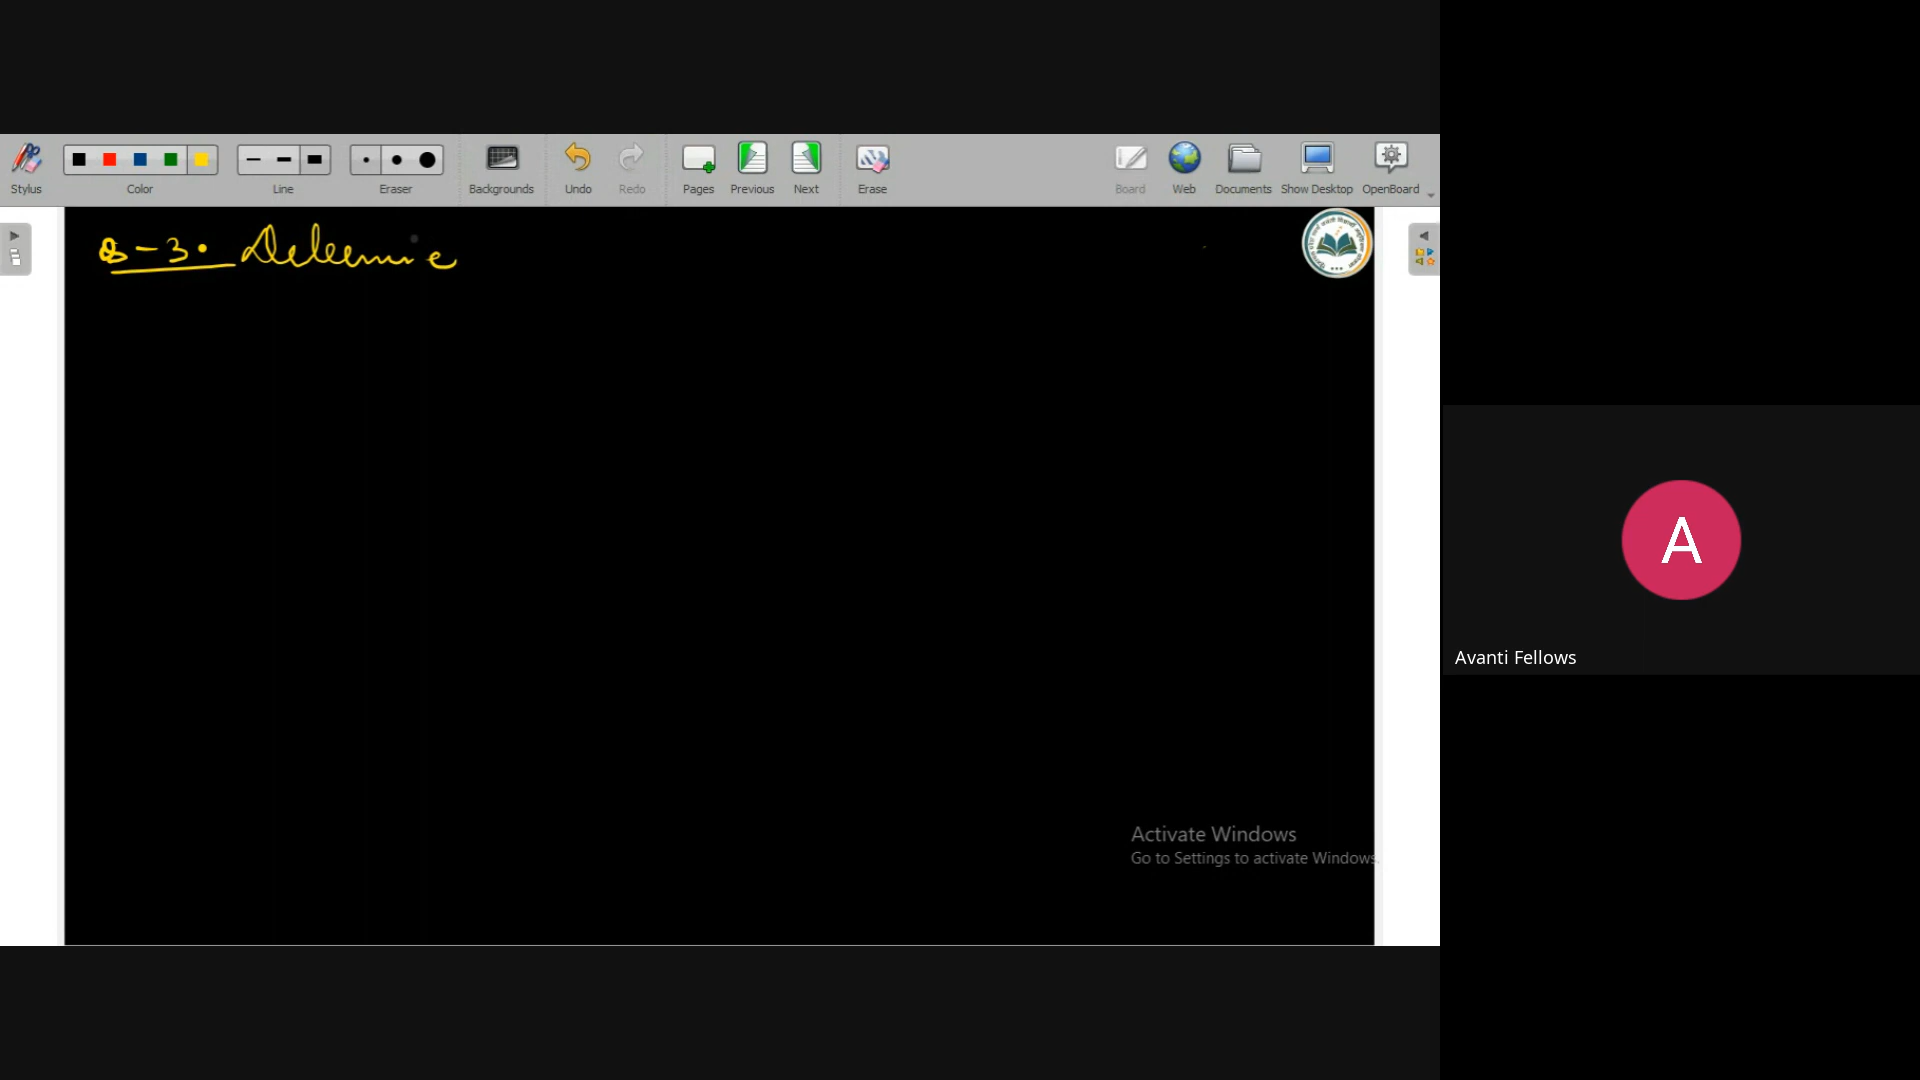 Stylus Color Line Eraser Backgrounds Undo Redo Pages Previous Next Erase Board Web Documents Show Desktop OpenBoard
Q-3. Determine
A
Avanti Fellows
Activate Windows
Go to Settings to activate Windows.